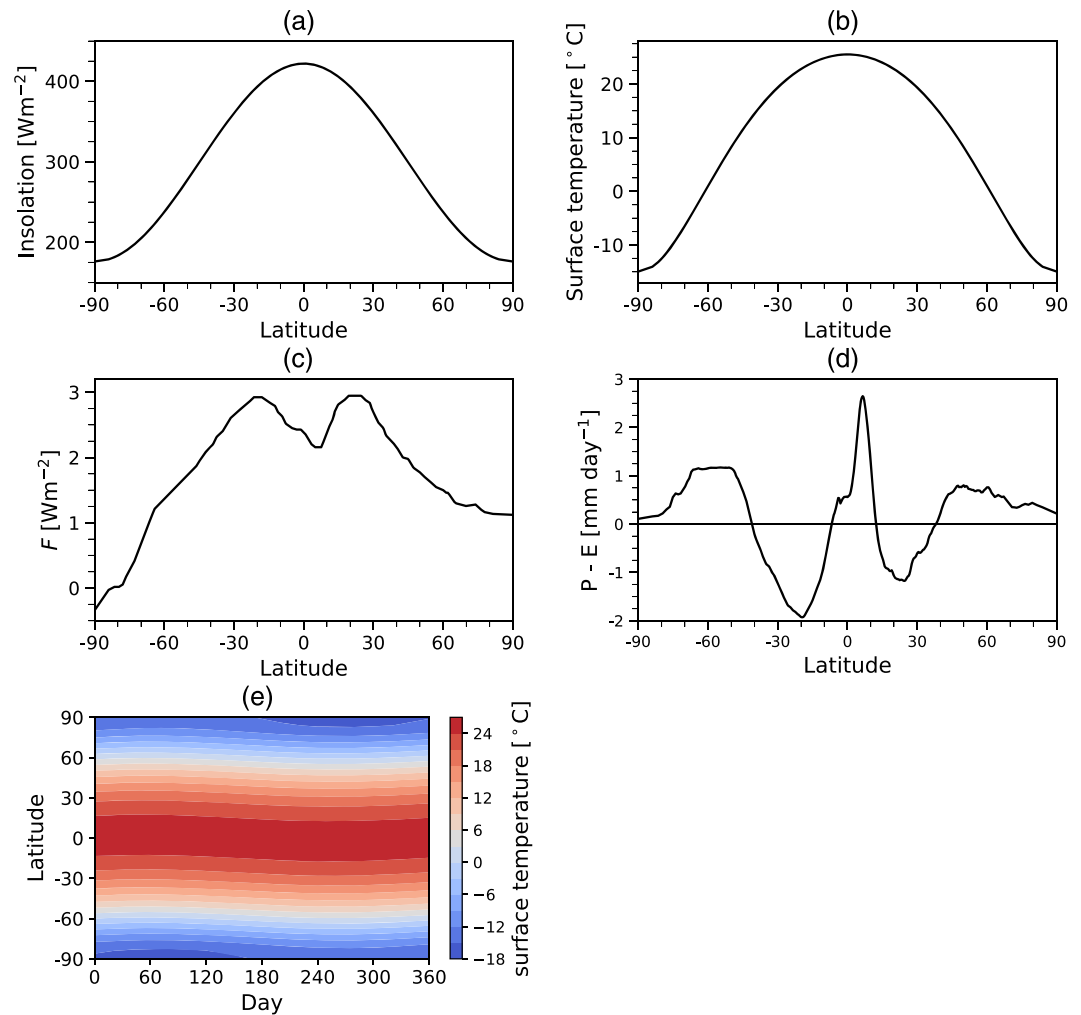 (a)
Insolation [Wm−2]
400
300
200
-90 -60 -30 0 30 60 90
Latitude
(b)
Surface temperature [ ° C]
20
10
0
-10
-90 -60 -30 0 30 60 90
Latitude
(c)
F [Wm−2]
3
2
1
0
-90 -60 -30 0 30 60 90
Latitude
(d)
P - E [mm day−1]
3
2
1
0
-1
-2
-90 -60 -30 0 30 60 90
Latitude
(e)
Latitude
90
60
30
0
-30
-60
-90
0 60 120 180 240 300 360
Day
24
18
12
6
0
−6
−12
−18
surface temperature [ ° C]